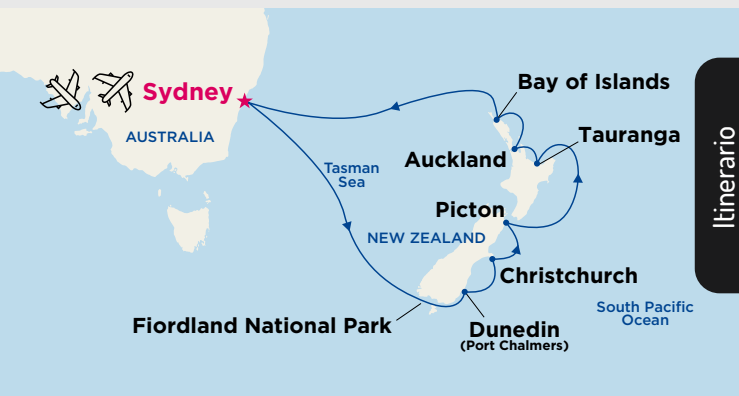 Bay of Islands
Sydney
Tauranga
AUSTRALIA
Auckland
Tasman
Sea
Picton
NEW ZEALAND
Christchurch
South Pacific
Ocean
Fiordland National Park
Dunedin
(Port Chalmers)
Itinerario